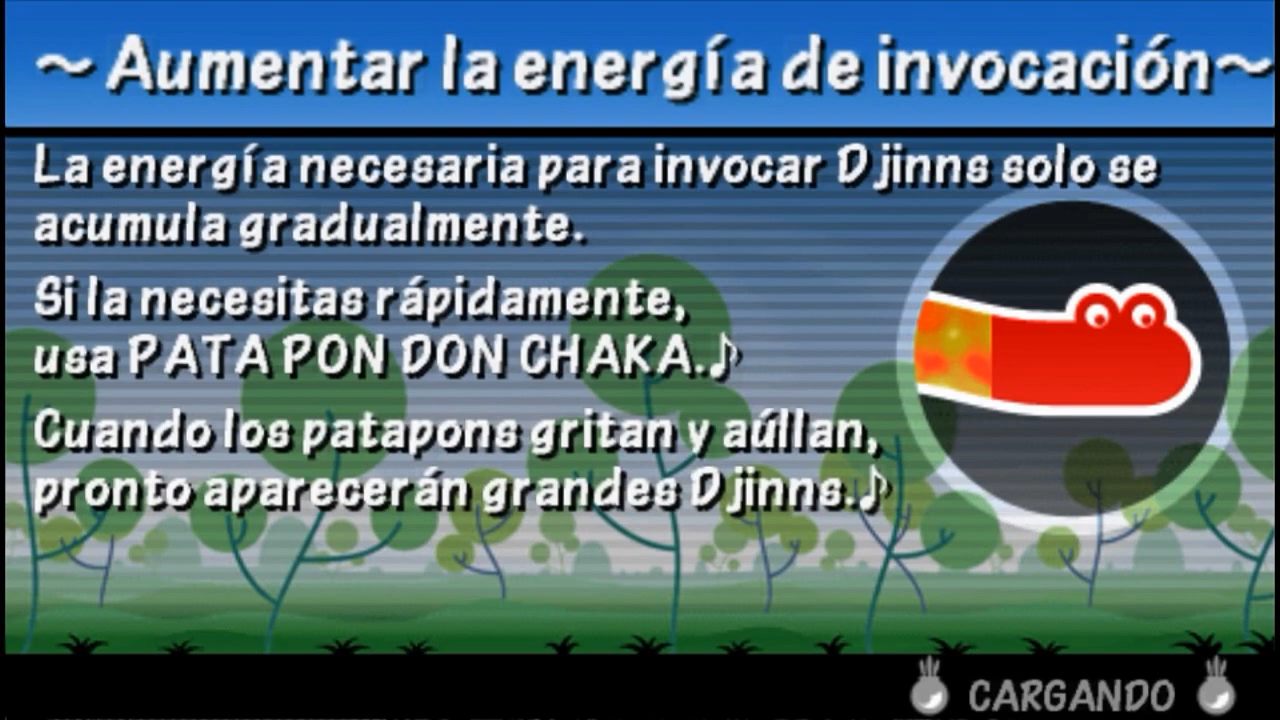 ～Aumentar la energía de invocación～
La energía necesaria para invocar Djinns solo se
acumula gradualmente.
Si la necesitas rápidamente,
usa PATA PON DON CHAKA.♪
Cuando los patapons gritan y aúllan,
pronto aparecerán grandes Djinns.♪
CARGANDO